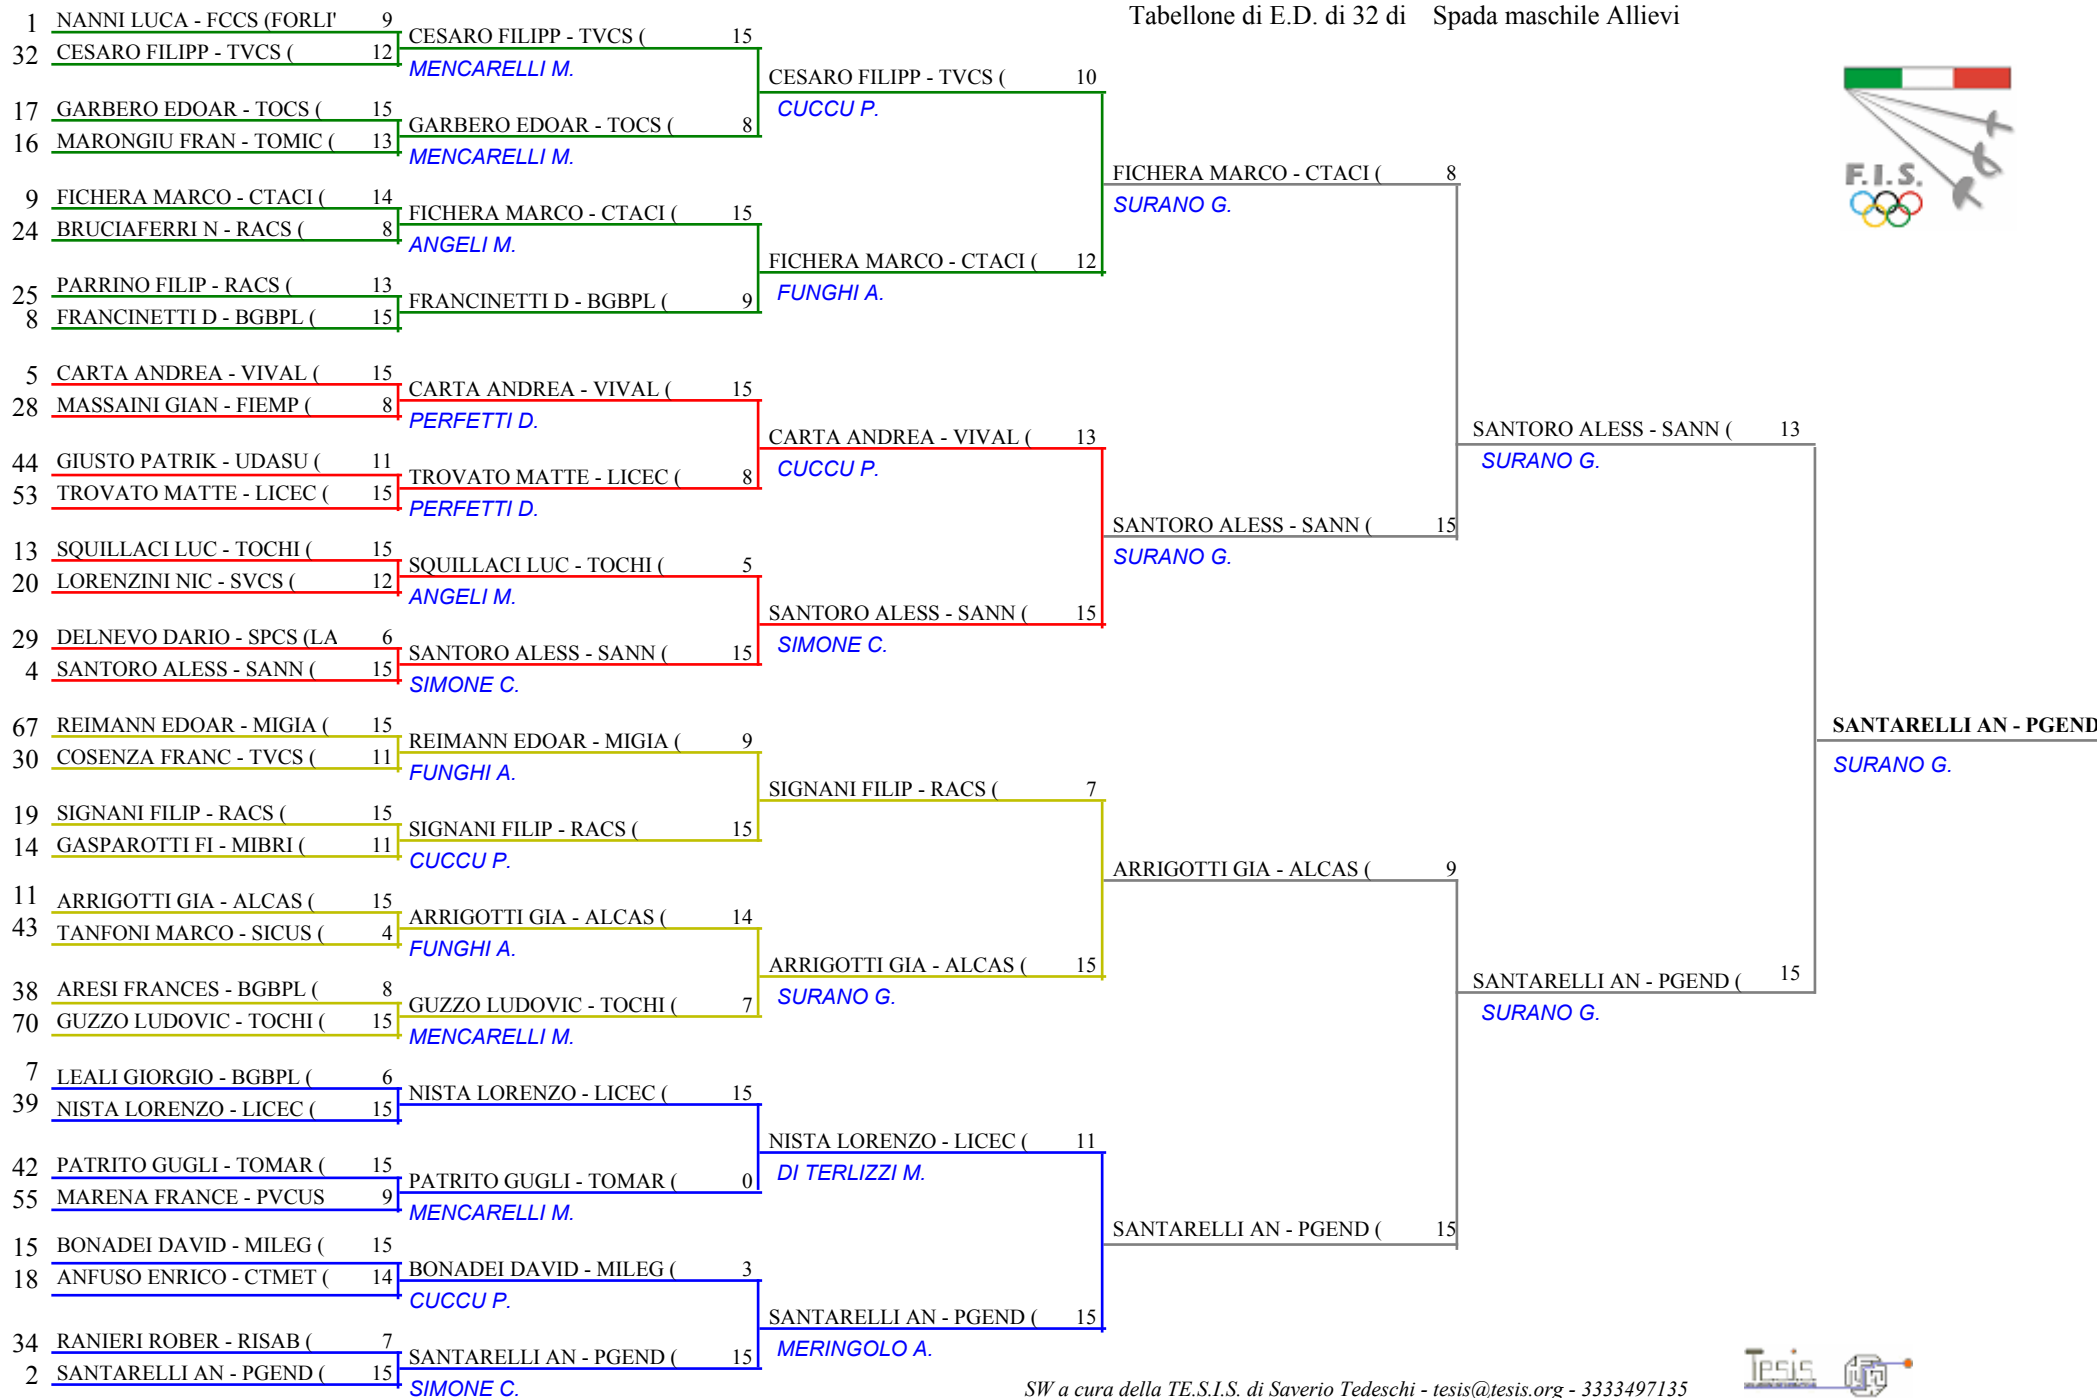 Tabellone di E.D. di 32 di Spada maschile Allievi
F.I.S.
1 NANNI LUCA - FCCS (FORLI' 9
32 CESARO FILIPP - TVCS ( 12
17 GARBERO EDOAR - TOCS ( 15
16 MARONGIU FRAN - TOMIC ( 13
9 FICHERA MARCO - CTACI ( 14
24 BRUCIAFERRI N - RACS ( 8
25 PARRINO FILIP - RACS ( 13
8 FRANCINETTI D - BGBPL ( 15
5 CARTA ANDREA - VIVAL ( 15
28 MASSAINI GIAN - FIEMP ( 8
44 GIUSTO PATRIK - UDASU ( 11
53 TROVATO MATTE - LICEC ( 15
13 SQUILLACI LUC - TOCHI ( 15
20 LORENZINI NIC - SVCS ( 12
29 DELNEVO DARIO - SPCS (LA 6
4 SANTORO ALESS - SANN ( 15
67 REIMANN EDOAR - MIGIA ( 15
30 COSENZA FRANC - TVCS ( 11
19 SIGNANI FILIP - RACS ( 15
14 GASPAROTTI FI - MIBRI ( 11
11 ARRIGOTTI GIA - ALCAS ( 15
43 TANFONI MARCO - SICUS ( 4
38 ARESI FRANCES - BGBPL ( 8
70 GUZZO LUDOVIC - TOCHI ( 15
7 LEALI GIORGIO - BGBPL ( 6
39 NISTA LORENZO - LICEC ( 15
42 PATRITO GUGLI - TOMAR ( 15
55 MARENA FRANCE - PVCUS 9
15 BONADEI DAVID - MILEG ( 15
18 ANFUSO ENRICO - CTMET ( 14
34 RANIERI ROBER - RISAB ( 7
2 SANTARELLI AN - PGEND ( 15
CESARO FILIPP - TVCS ( 15
MENCARELLI M.
GARBERO EDOAR - TOCS ( 8
MENCARELLI M.
FICHERA MARCO - CTACI ( 15
ANGELI M.
FRANCINETTI D - BGBPL ( 9
CARTA ANDREA - VIVAL ( 15
PERFETTI D.
TROVATO MATTE - LICEC ( 8
PERFETTI D.
SQUILLACI LUC - TOCHI ( 5
ANGELI M.
SANTORO ALESS - SANN ( 15
SIMONE C.
REIMANN EDOAR - MIGIA ( 9
FUNGHI A.
SIGNANI FILIP - RACS ( 15
CUCCU P.
ARRIGOTTI GIA - ALCAS ( 14
FUNGHI A.
GUZZO LUDOVIC - TOCHI ( 7
MENCARELLI M.
NISTA LORENZO - LICEC ( 15
PATRITO GUGLI - TOMAR ( 0
MENCARELLI M.
BONADEI DAVID - MILEG ( 3
CUCCU P.
SANTARELLI AN - PGEND ( 15
SIMONE C.
CESARO FILIPP - TVCS ( 10
CUCCU P.
FICHERA MARCO - CTACI ( 12
FUNGHI A.
CARTA ANDREA - VIVAL ( 13
CUCCU P.
SANTORO ALESS - SANN ( 15
SIMONE C.
SIGNANI FILIP - RACS ( 7
ARRIGOTTI GIA - ALCAS ( 15
SURANO G.
NISTA LORENZO - LICEC ( 11
DI TERLIZZI M.
SANTARELLI AN - PGEND ( 15
MERINGOLO A.
FICHERA MARCO - CTACI ( 8
SURANO G.
SANTORO ALESS - SANN ( 15
SURANO G.
ARRIGOTTI GIA - ALCAS ( 9
SANTARELLI AN - PGEND ( 15
SANTORO ALESS - SANN ( 13
SURANO G.
SANTARELLI AN - PGEND ( 15
SURANO G.
SANTARELLI AN - PGEND
SURANO G.
SW a cura della TE.S.I.S. di Saverio Tedeschi - tesis@tesis.org - 3333497135
Tesis